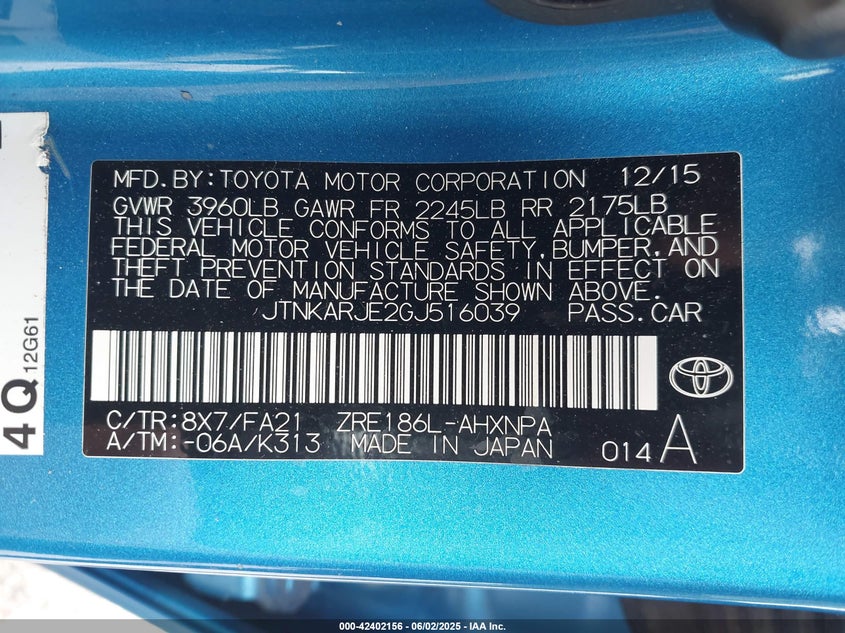 MFD.BY:TOYOTA MOTOR CORPORATION 12/15
GVWR 3960LB GAWR FR 2245LB RR 2175LB
THIS VEHICLE CONFORMS TO ALL APPLICABLE
FEDERAL MOTOR VEHICLE SAFETY,BUMPER,AND
THEFT PREVENTION STANDARDS IN EFFECT ON
THE DATE OF MANUFACTURE SHOWN ABOVE.
JTNKARJE2GJ516039 PASS.CAR
C/TR:8X7/FA21 ZRE186L-AHXNPA
A/TM:-06A/K313 MADE IN JAPAN 014A
4Q
12G61
000-42402156 - 06/02/2025 - IAA Inc.